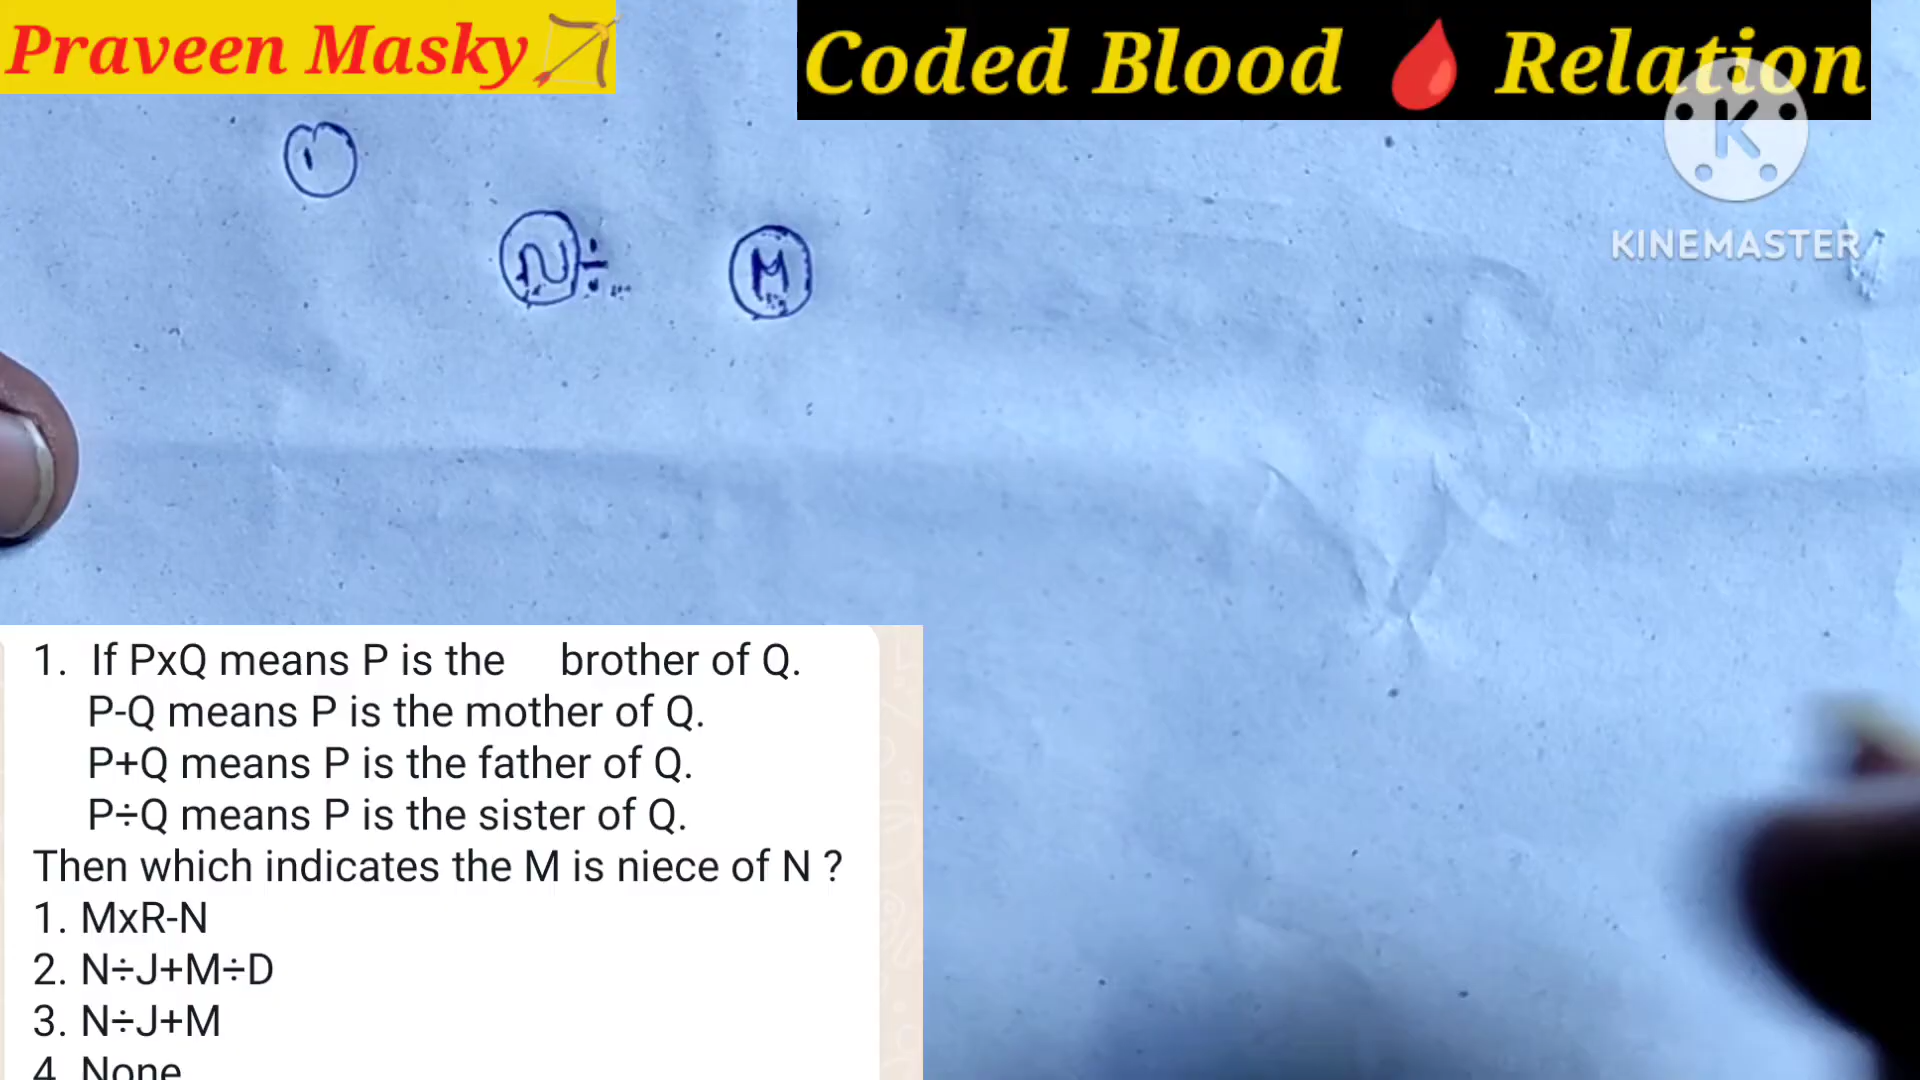 Praveen Masky🏹
Coded Blood 🩸 Relation
KINEMASTER
1
N÷
M
1. If PxQ means P is the brother of Q.
P-Q means P is the mother of Q.
P+Q means P is the father of Q.
P÷Q means P is the sister of Q.
Then which indicates the M is niece of N ?
1. MxR-N
2. N÷J+M÷D
3. N÷J+M
4. None